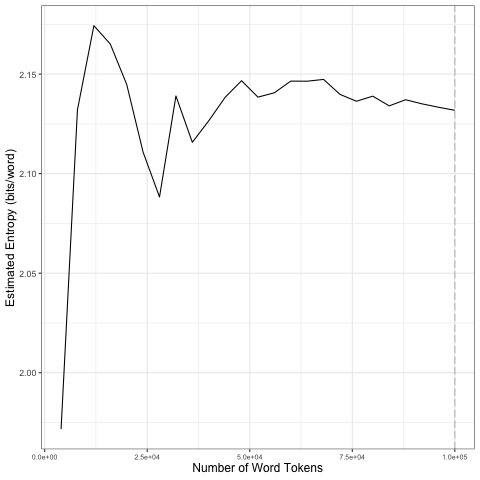 Estimated Entropy (bits/word)
2.15
2.10
2.05
2.00
0.0e+00 2.5e+04 5.0e+04 7.5e+04 1.0e+05
Number of Word Tokens